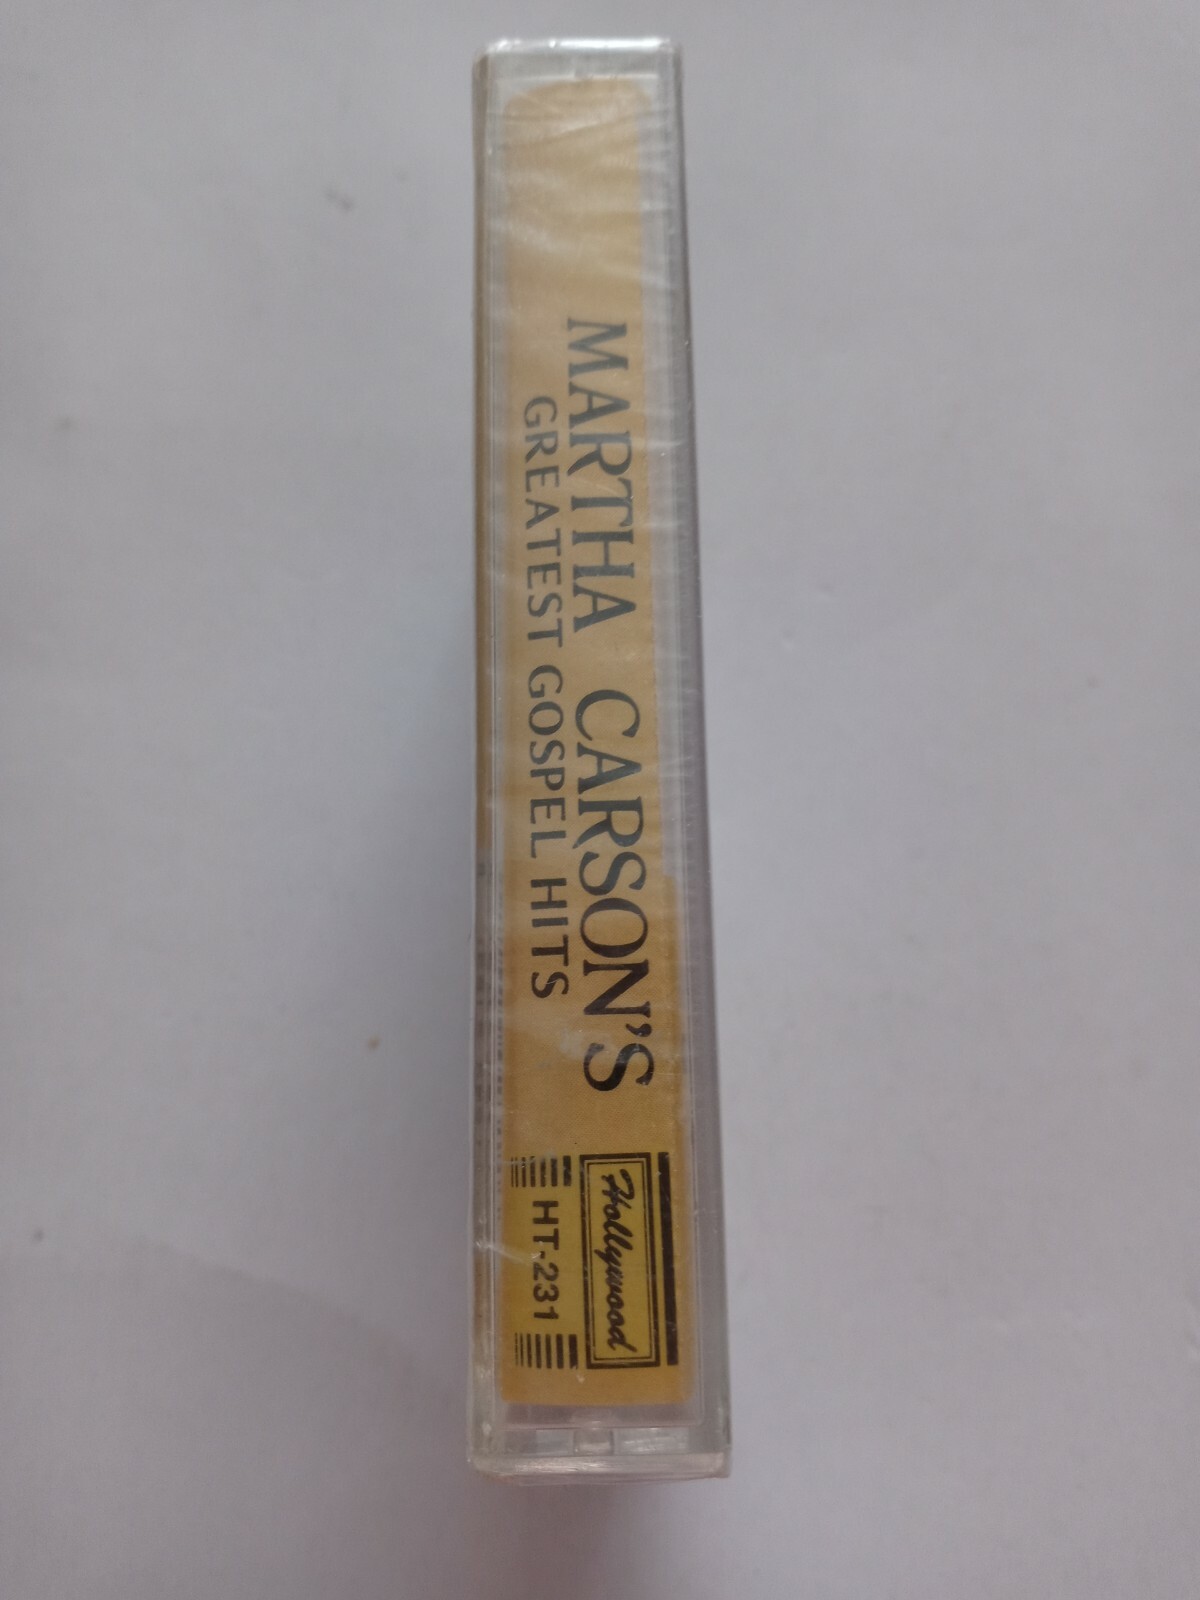 MARTHA CARSON'S
GREATEST GOSPEL HITS
Hollywood
HT-231